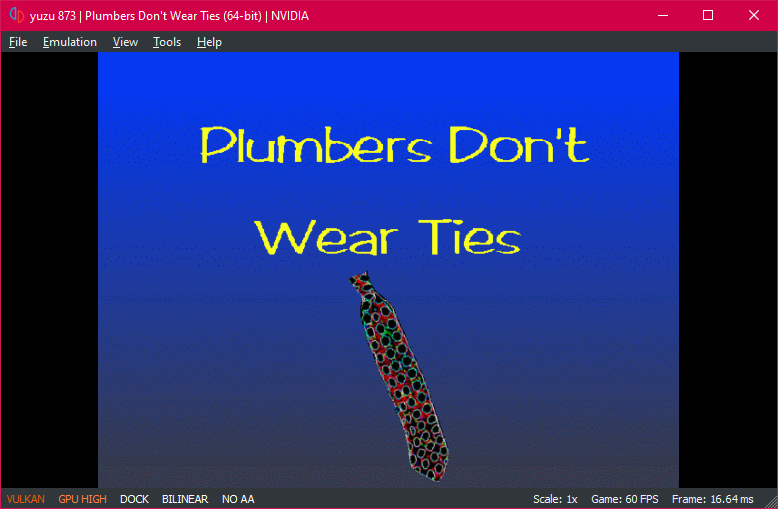 yuzu 873 | Plumbers Don't Wear Ties (64-bit) | NVIDIA
File Emulation View Tools Help
Plumbers Don't
Wear Ties
VULKAN GPU HIGH DOCK BILINEAR NO AA Scale: 1x Game: 60 FPS Frame: 16.64 ms